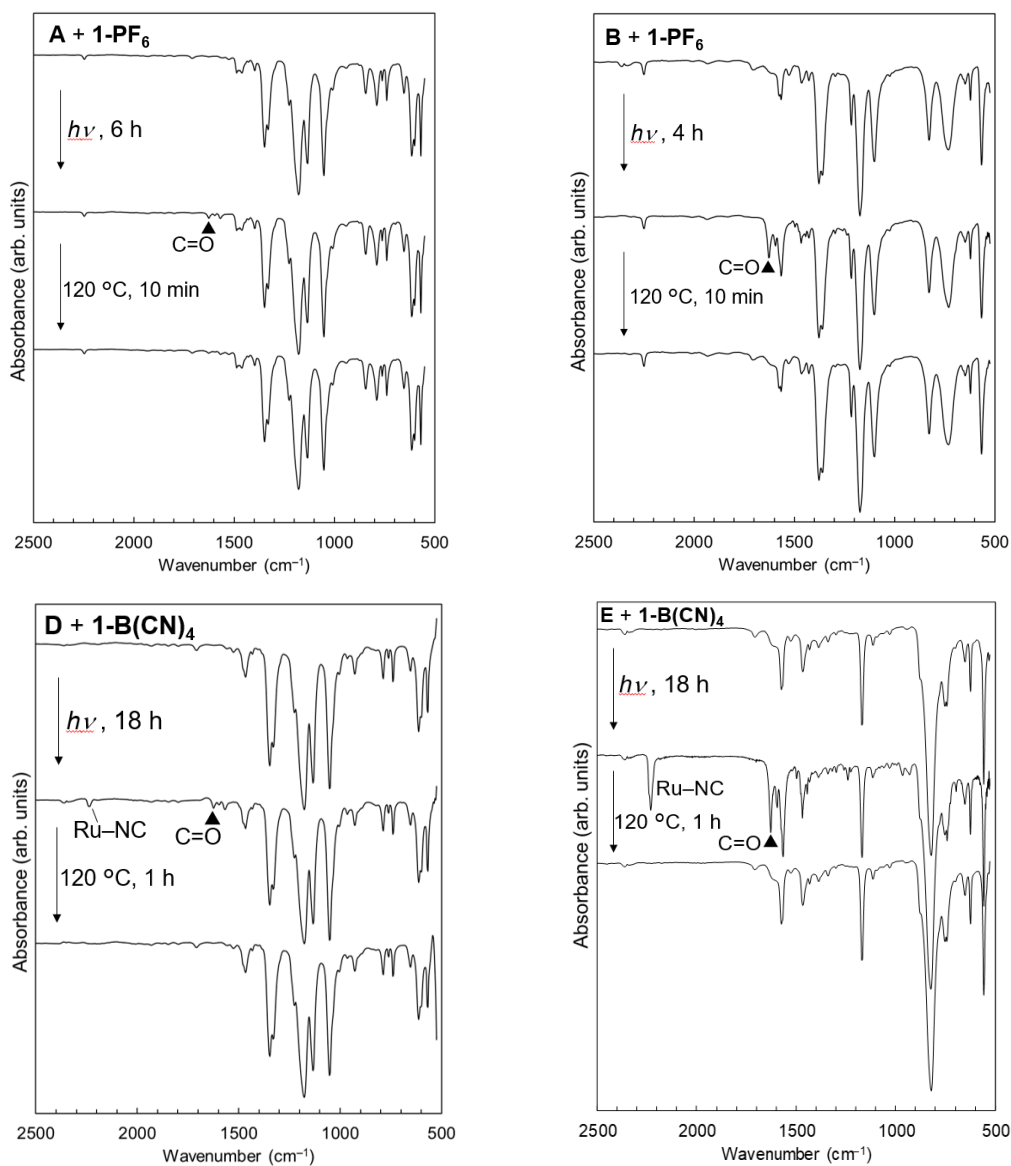 A + 1-PF6
hν, 6 h
C=O
120 °C, 10 min
Absorbance (arb. units)
2500 2000 1500 1000 500
Wavenumber (cm–1)
B + 1-PF6
hν, 4 h
C=O
120 °C, 10 min
Absorbance (arb. units)
2500 2000 1500 1000 500
Wavenumber (cm–1)
D + 1-B(CN)4
hν, 18 h
Ru–NC
C=O
120 °C, 1 h
Absorbance (arb. units)
2500 2000 1500 1000 500
Wavenumber (cm–1)
E + 1-B(CN)4
hν, 18 h
Ru–NC
120 °C, 1 h
C=O
Absorbance (arb. units)
2500 2000 1500 1000 500
Wavenumber (cm–1)